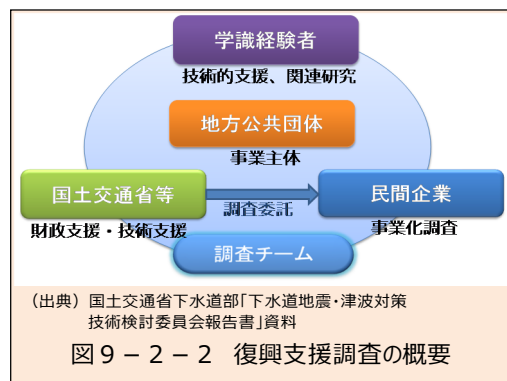 学識経験者
技術的支援、関連研究
地方公共団体
事業主体
国土交通省等
調査委託
民間企業
財政支援・技術支援
事業化調査
調査チーム
(出典) 国土交通省下水道部「下水道地震・津波対策
技術検討委員会報告書」資料
図9-2-2 復興支援調査の概要